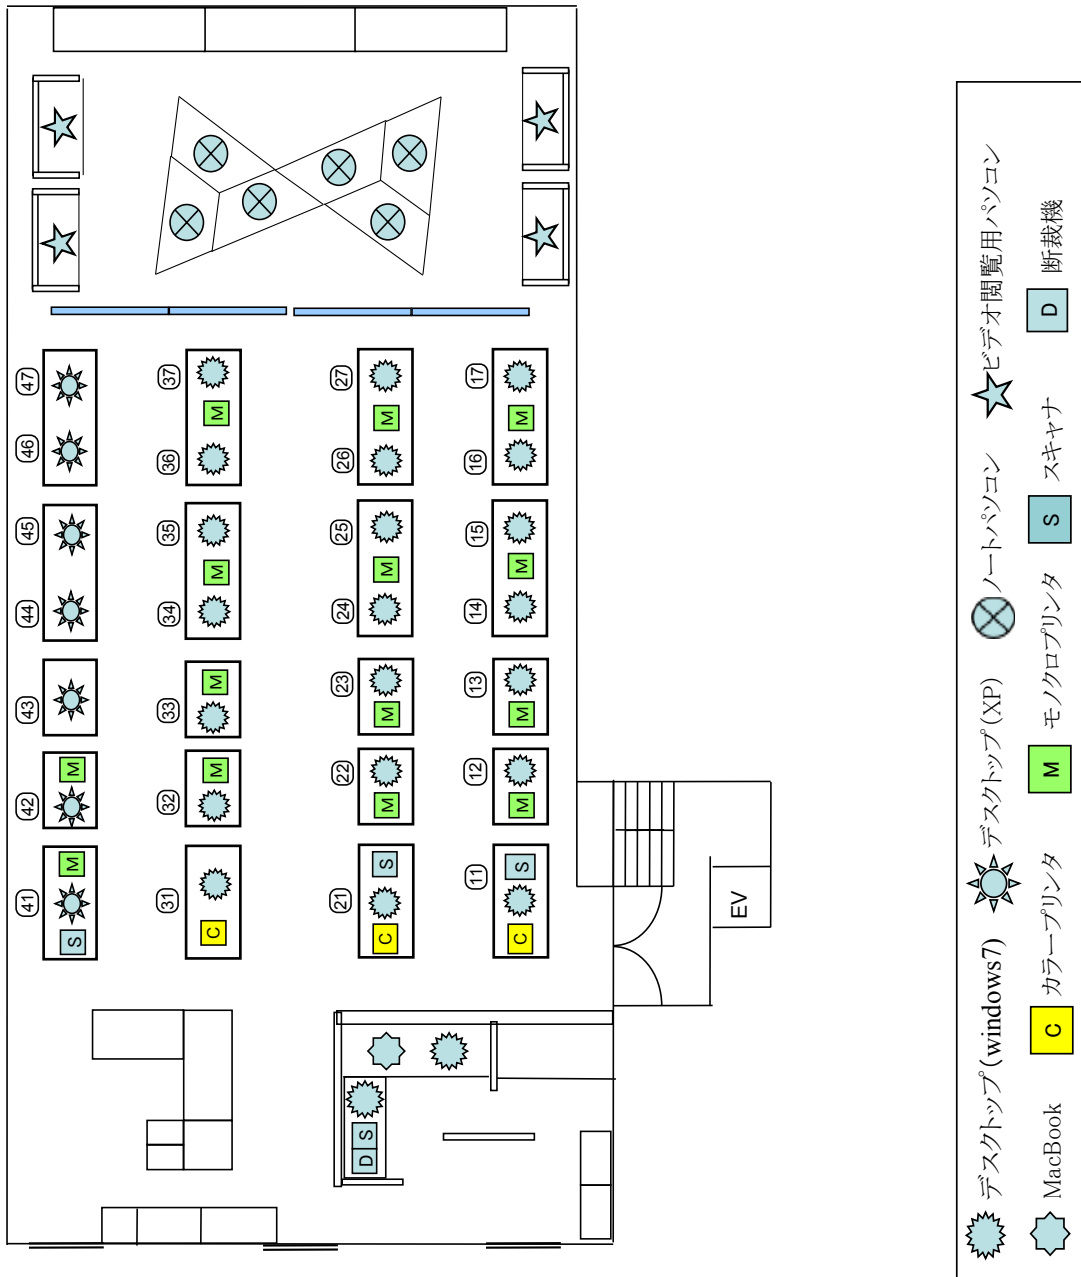 47
46
45
44
43
42
M
41
M
S
37
M
36
35
M
34
33
M
32
M
31
C
27
M
26
25
M
24
23
M
22
M
21
S
C
17
M
16
15
M
14
13
M
12
M
11
S
C
EV
S
D
デスクトップ(windows7)
デスクトップ(XP)
ノートパソコン
ビデオ閲覧用パソコン
MacBook
C カラープリンタ
M モノクロプリンタ
S スキャナ
D 断裁機